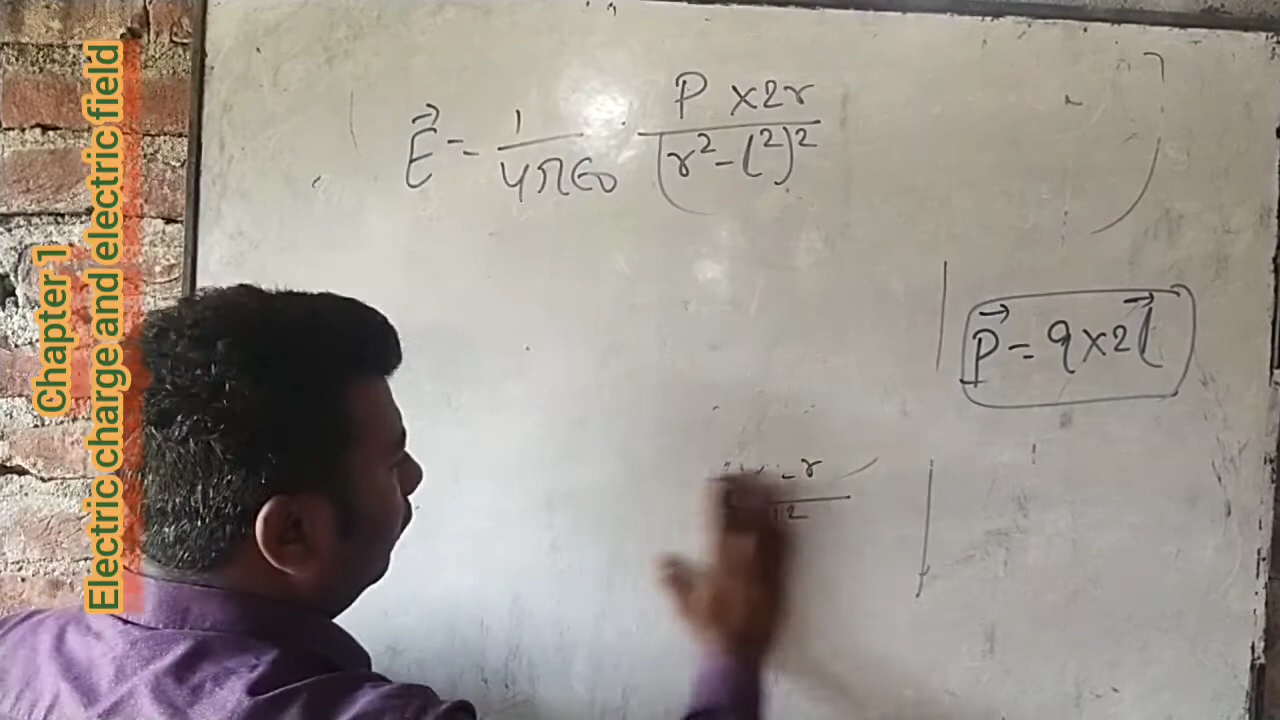 Chapter 1
Electric charge and electric field
E⃗ = 1/4πε₀ · P × 2r/(r² - l²)²
P⃗ = q × 2l⃗
- r